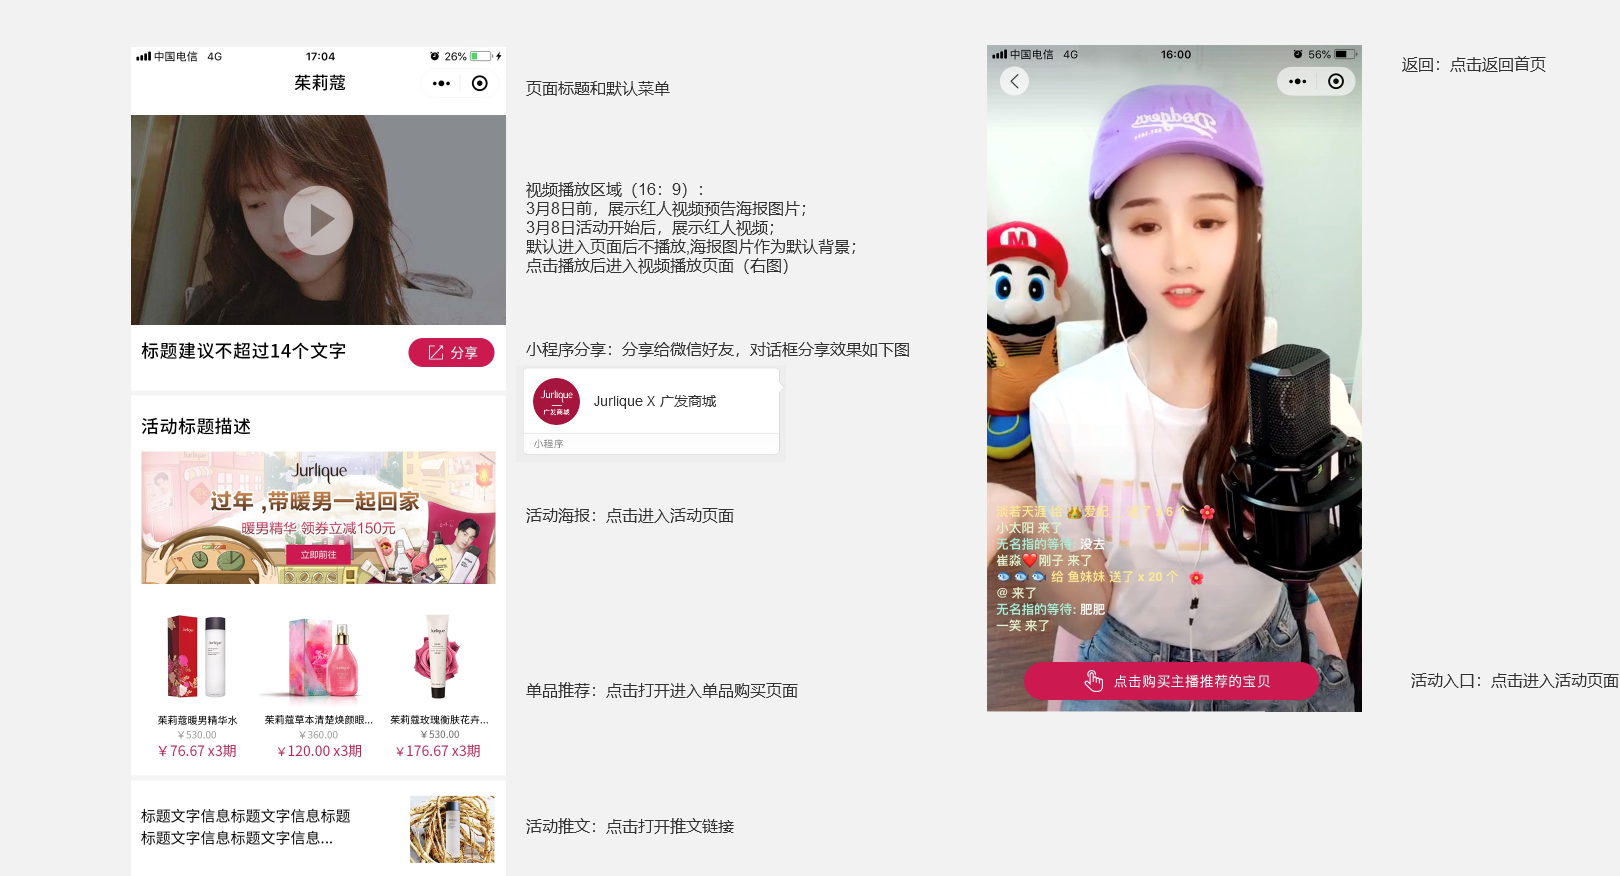 中国电信 4G 17:04 26%
茱莉蔻
页面标题和默认菜单
视频播放区域（16：9）：
3月8日前，展示红人视频预告海报图片；
3月8日活动开始后，展示红人视频；
默认进入页面后不播放,海报图片作为默认背景；
点击播放后进入视频播放页面（右图）
标题建议不超过14个文字
分享
小程序分享：分享给微信好友，对话框分享效果如下图
Jurlique
广发商城
Jurlique X 广发商城
小程序
活动标题描述
Jurlique
过年 ,带暖男一起回家
暖男精华 领券立减150元
立即前往
活动海报：点击进入活动页面
茱莉蔻暖男精华水
￥530.00
￥76.67 x3期
茱莉蔻草本清楚焕颜眼...
￥360.00
￥120.00 x3期
茱莉蔻玫瑰衡肤花卉...
￥530.00
￥176.67 x3期
单品推荐：点击打开进入单品购买页面
标题文字信息标题文字信息标题
标题文字信息标题文字信息...
活动推文：点击打开推文链接
中国电信 4G 16:00 56%
返回：点击返回首页
Dodgers
M
淡若天涯 给 爱妃 送了 x 6 个
小太阳 来了
无名指的等待: 没去
崔淼❤️刚子 来了
🐟🐟🐟 给 鱼妹妹 送了 x 20 个
@ 来了
无名指的等待: 肥肥
一笑 来了
点击购买主播推荐的宝贝
活动入口：点击进入活动页面